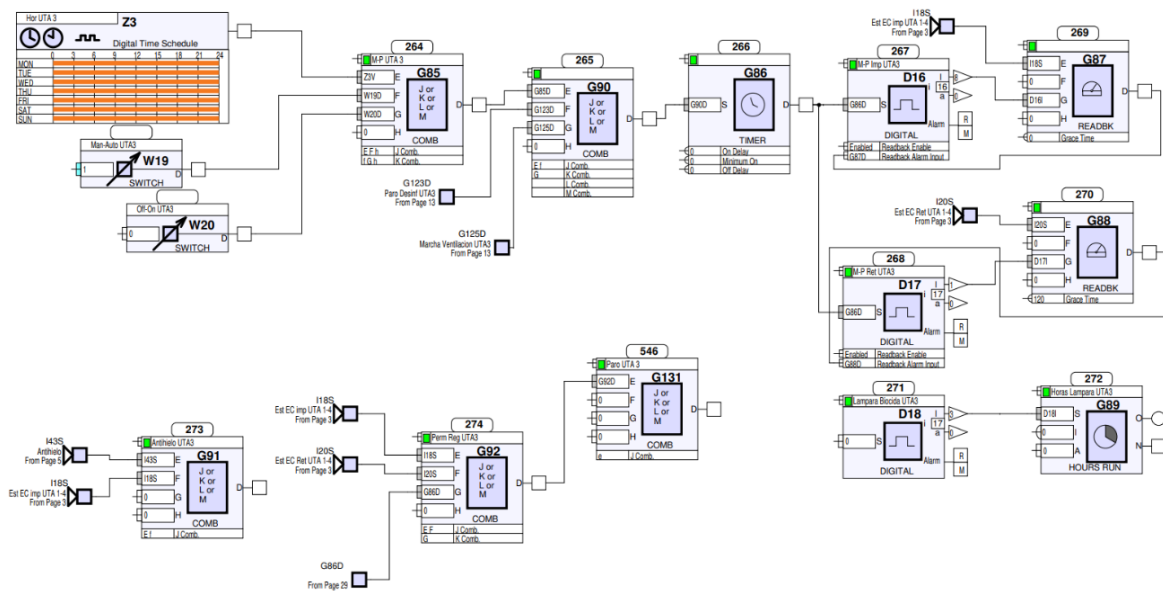 Hor UTA 3
Z3
Digital Time Schedule
0 3 6 9 12 15 18 21 24
MON
TUE
WED
THU
FRI
SAT
SUN
Man-Auto UTA3
W19
1
D
SWITCH
Off-On UTA3
W20
0
D
SWITCH
264
M-P UTA 3
G85
Z3V E
W19D F
W20D G
0 H
J or
K or
L or
M
D
COMB
E F h J Comb.
f G h K Comb.
G123D
Paro Desinf UTA3
From Page 13
G125D
Marcha Ventilacion UTA3
From Page 13
265
G90
G85D E
G123D F
G125D G
0 H
J or
K or
L or
M
D
COMB
E f J Comb.
G K Comb.
L Comb.
M Comb.
266
G86
G90D S
D
TIMER
0 On Delay
0 Minimum On
0 Off Delay
267
M-P Imp UTA3
D16
G86D S
I 8
i 16
a 0
Alarm R
M
DIGITAL
Enabled Readback Enable
G87D Readback Alarm Input
I18S
Est EC imp UTA 1-4
From Page 3
269
G87
I18S E
0 F
D16I G
0 H
D
READBK
0 Grace Time
268
M-P Ret UTA3
D17
G86D S
I 1
i 17
a 0
Alarm R
M
DIGITAL
Enabled Readback Enable
G88D Readback Alarm Input
I20S
Est EC Ret UTA 1-4
From Page 3
270
G88
I20S E
0 F
D17I G
0 H
D
READBK
120 Grace Time
271
Lampara Biocida UTA3
D18
0 S
I
i 17
a 0
Alarm R
M
DIGITAL
272
Horas Lampara UTA3
G89
D18I S
0 I
0 A
O
N
HOURS RUN
I43S
Antihielo
From Page 5
I18S
Est EC imp UTA 1-4
From Page 3
273
Antihielo UTA3
G91
I43S E
I18S F
0 G
0 H
J or
K or
L or
M
D
COMB
E f J Comb.
I18S
Est EC imp UTA 1-4
From Page 3
I20S
Est EC Ret UTA 1-4
From Page 3
G86D
From Page 29
274
Perm Reg UTA3
G92
I18S E
I20S F
G86D G
0 H
J or
K or
L or
M
D
COMB
E F J Comb.
G K Comb.
546
Paro UTA 3
G131
G92D E
0 F
0 G
0 H
J or
K or
L or
M
D
COMB
e J Comb.